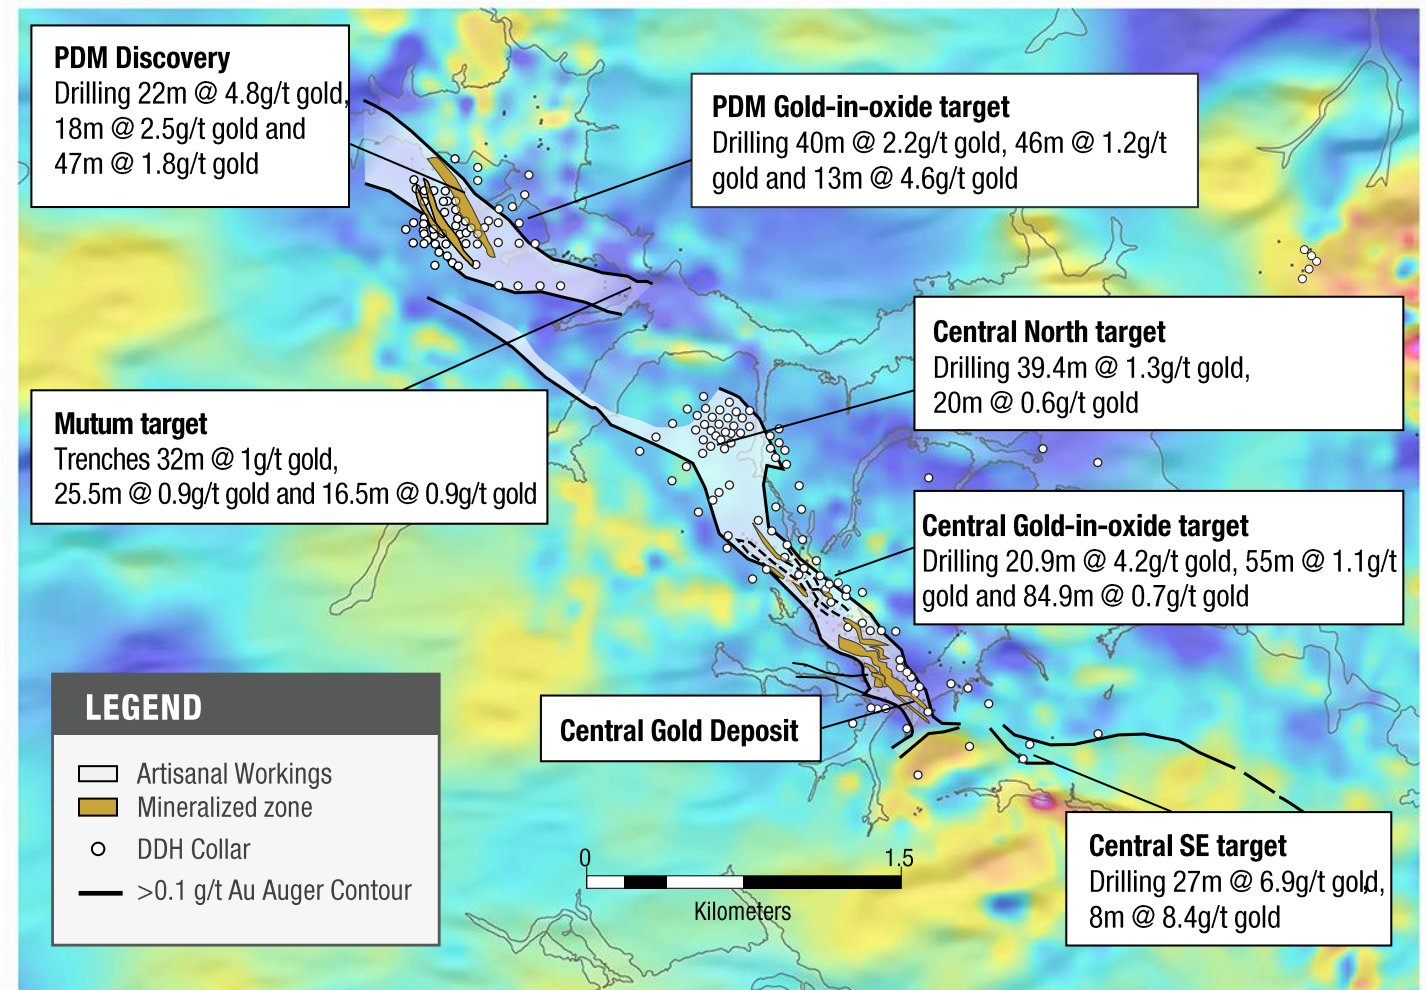 PDM Discovery
Drilling 22m @ 4.8g/t gold,
18m @ 2.5g/t gold and
47m @ 1.8g/t gold
PDM Gold-in-oxide target
Drilling 40m @ 2.2g/t gold, 46m @ 1.2g/t
gold and 13m @ 4.6g/t gold
Central North target
Drilling 39.4m @ 1.3g/t gold,
20m @ 0.6g/t gold
Mutum target
Trenches 32m @ 1g/t gold,
25.5m @ 0.9g/t gold and 16.5m @ 0.9g/t gold
Central Gold-in-oxide target
Drilling 20.9m @ 4.2g/t gold, 55m @ 1.1g/t
gold and 84.9m @ 0.7g/t gold
Central Gold Deposit
LEGEND
Artisanal Workings
Mineralized zone
DDH Collar
>0.1 g/t Au Auger Contour
0 1.5
Kilometers
Central SE target
Drilling 27m @ 6.9g/t gold,
8m @ 8.4g/t gold